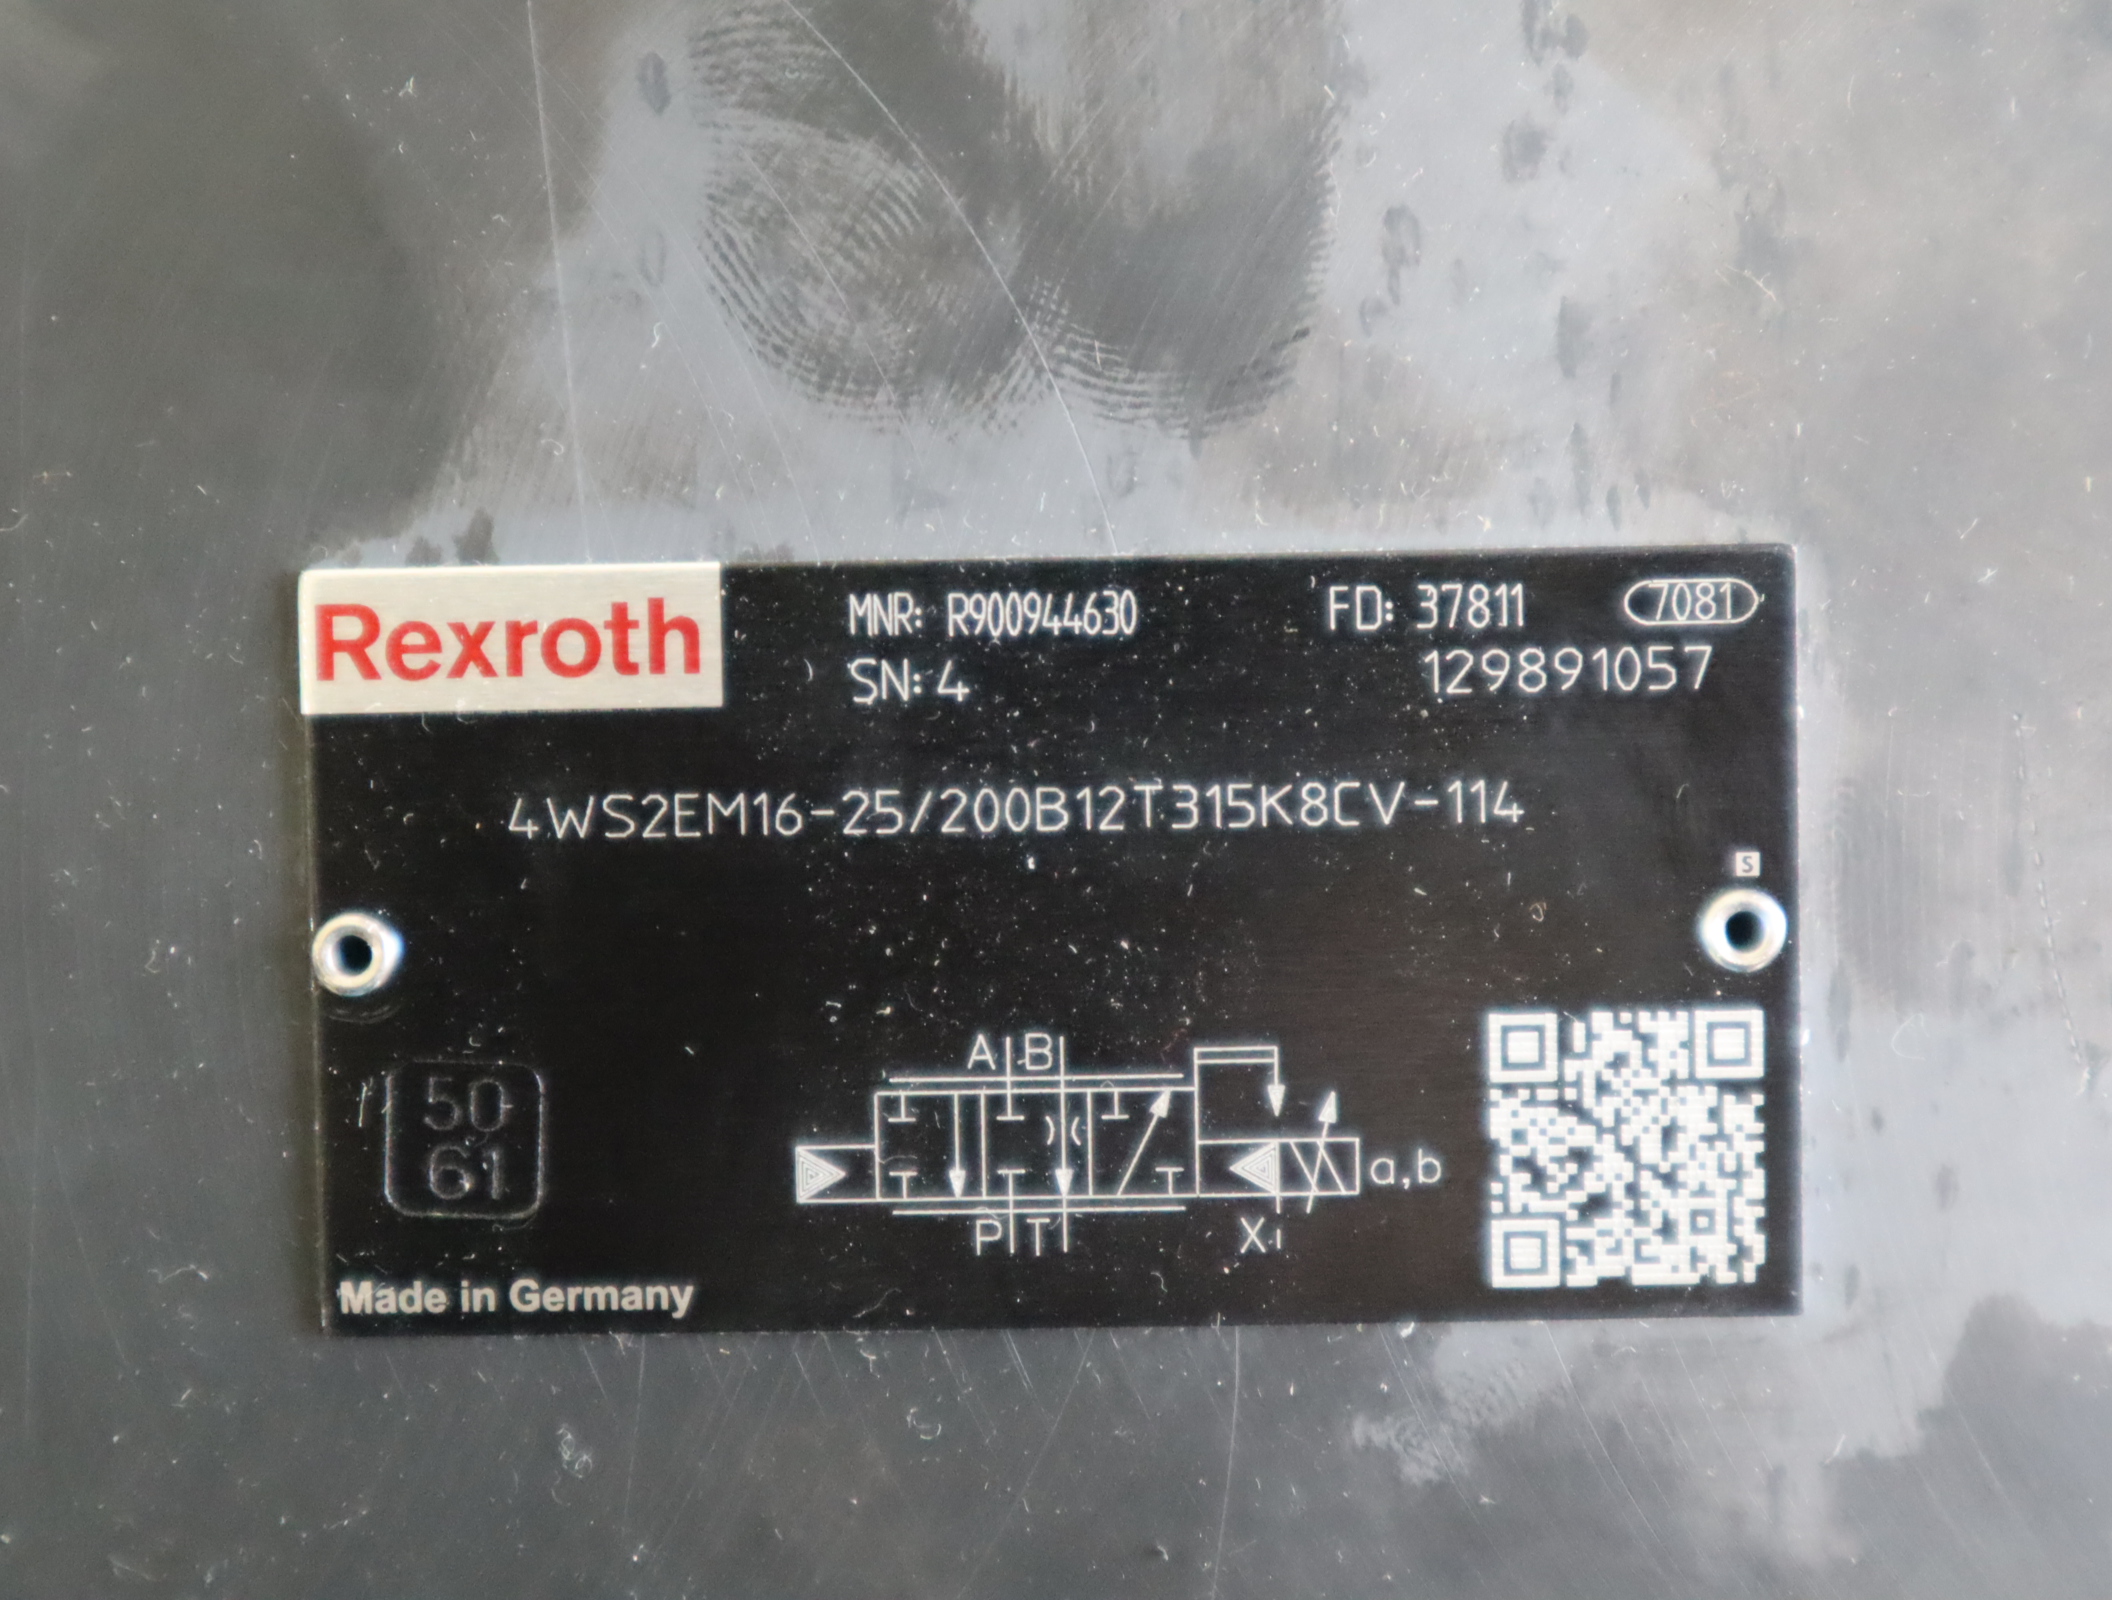 Rexroth
MNR: R900944630
FD: 37811
7081
SN: 4
129891057
4WS2EM16-25/200B12T315K8CV-114
S
50
61
A B
a,b
P T
X
Made in Germany